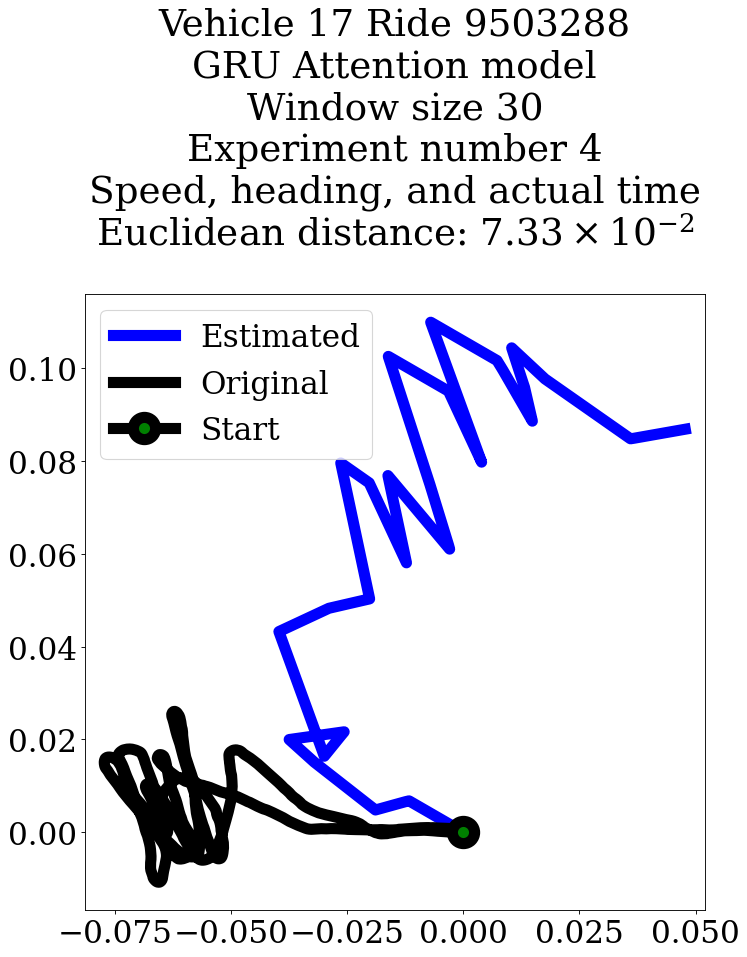 Vehicle 17 Ride 9503288
GRU Attention model
Window size 30
Experiment number 4
Speed, heading, and actual time
Euclidean distance: 7.33 × 10⁻²
Estimated
Original
Start
0.10
0.08
0.06
0.04
0.02
0.00
−0.075 −0.050 −0.025 0.000 0.025 0.050